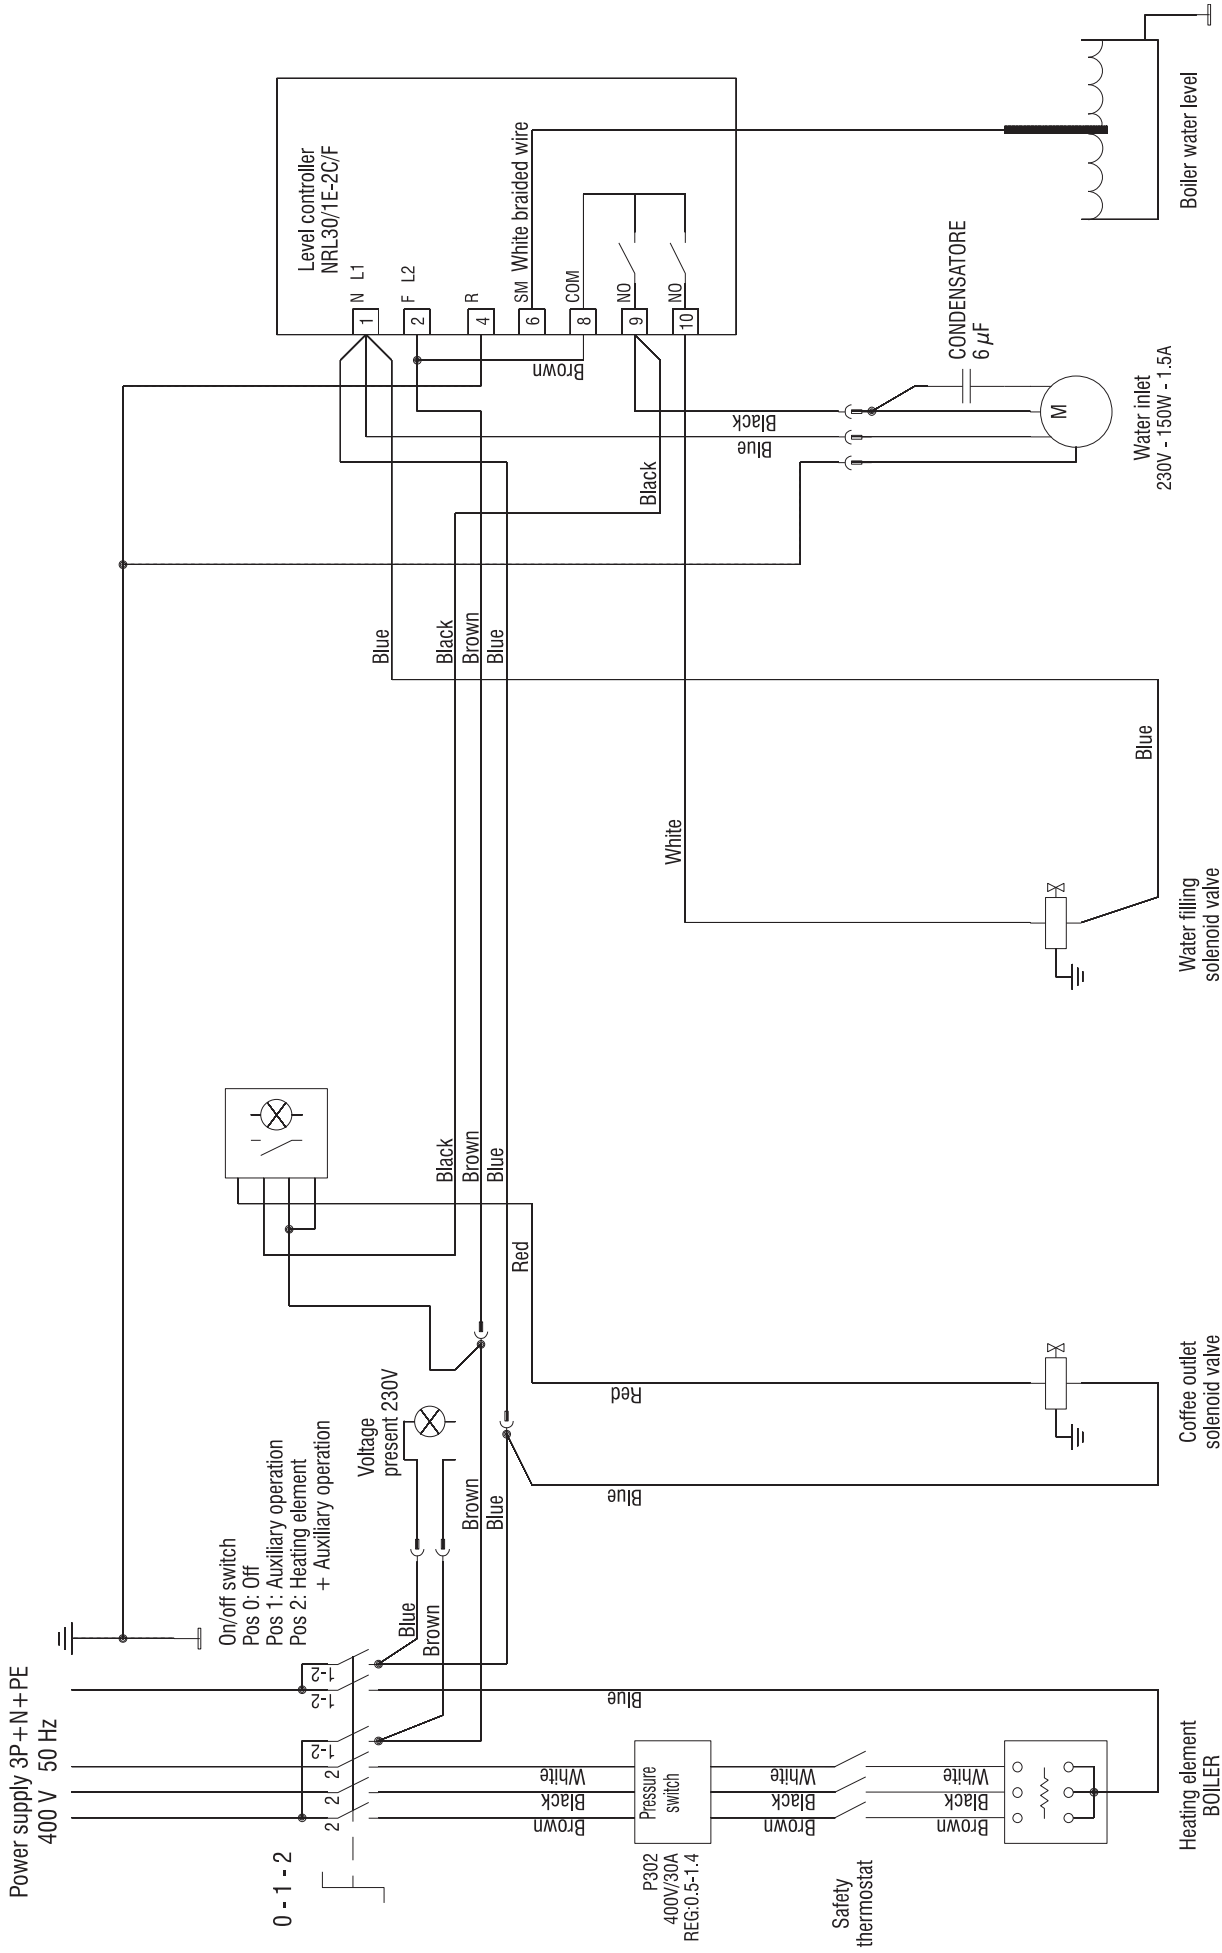 Power supply 3P+N+PE
400 V 50 Hz
0 - 1 - 2
On/off switch
Pos 0: Off
Pos 1: Auxiliary operation
Pos 2: Heating element
+ Auxiliary operation
2
2
2
1-2
1-2
1-2
Voltage
present 230V
Blue
Brown
Brown
Blue
Blue
Brown
Black
White
P302
400V/30A
REG:0.5-1.4
Pressure
switch
Brown
Black
White
Safety
thermostat
Brown
Black
White
Heating element
BOILER
Blue
Red
Red
Coffee outlet
solenoid valve
Black
Brown
Blue
White
Water filling
solenoid valve
Blue
Blue
Black
Brown
Blue
Black
Black
Blue
Brown
Level controller
NRL30/1E-2C/F
1 N L1
2 F L2
4 R
6 SM White braided wire
8 COM
9 NO
10 NO
CONDENSATORE
6 µF
M
Water inlet
230V - 150W - 1.5A
Boiler water level